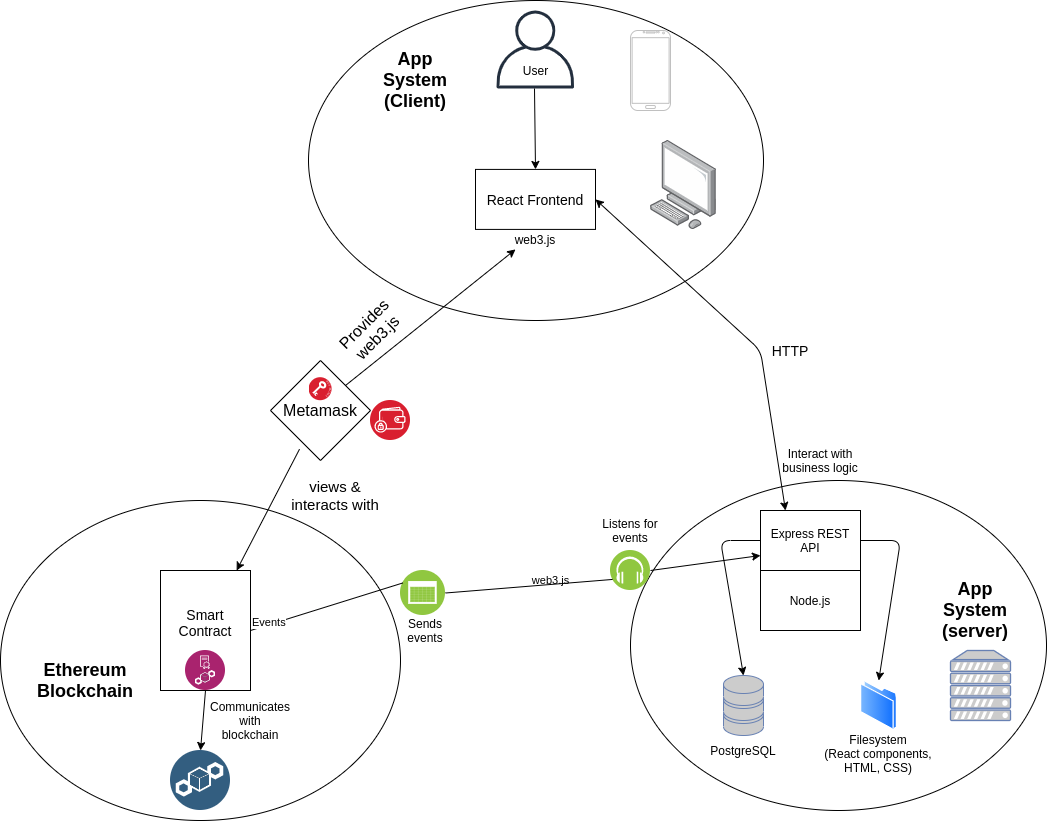 App
System
(Client)
User
React Frontend
web3.js
Provides
web3.js
HTTP
Metamask
Interact with
business logic
views &
interacts with
Listens for
events
Express REST
API
web3.js
Node.js
Smart
Contract
Events
Sends
events
App
System
(server)
Ethereum
Blockchain
Communicates
with
blockchain
PostgreSQL
Filesystem
(React components,
HTML, CSS)